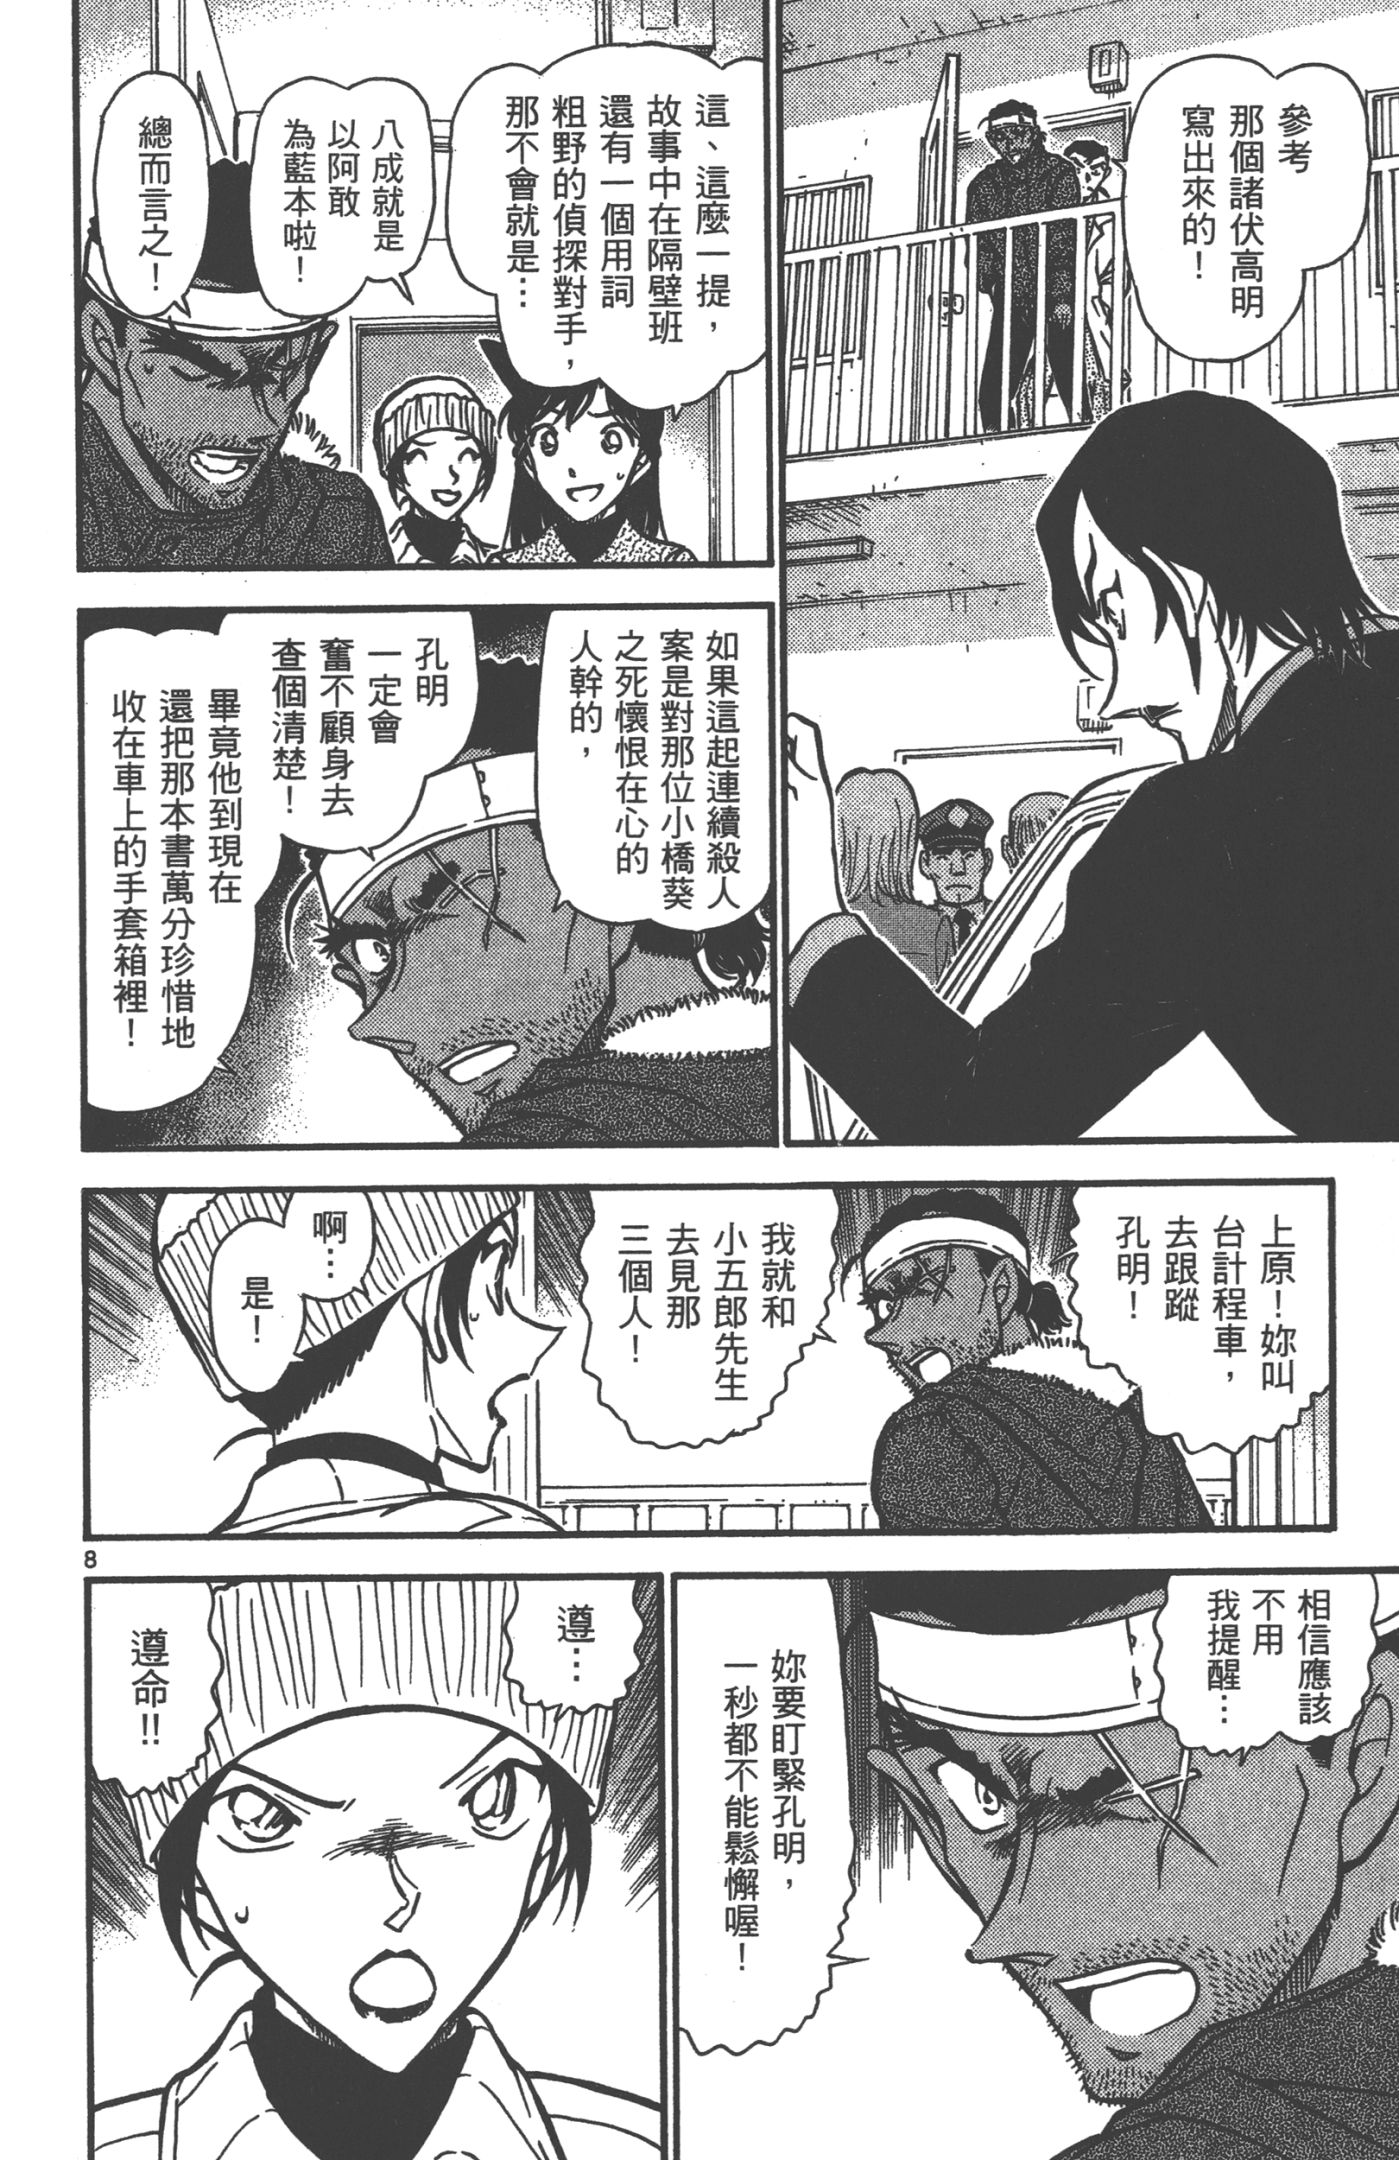 參考
那個諸伏高明
寫出來的！
這、這麼一提，
故事中在隔壁班
還有一個用詞
粗野的偵探對手，
那不會就是…
八成就是
以阿敢
為藍本啦！
總而言之！
如果這起連續殺人
案是對那位小橋葵
之死懷恨在心的
人幹的，
孔明
一定會
奮不顧身去
查個清楚！
畢竟他到現在
還把那本書萬分珍惜地
收在車上的手套箱裡！
上原！妳叫
台計程車，
去跟蹤
孔明！
我就和
小五郎先生
去見那
三個人！
啊…
是！
相信應該
不用
我提醒…
妳要盯緊孔明，
一秒都不能鬆懈喔！
遵…
遵命!!
8